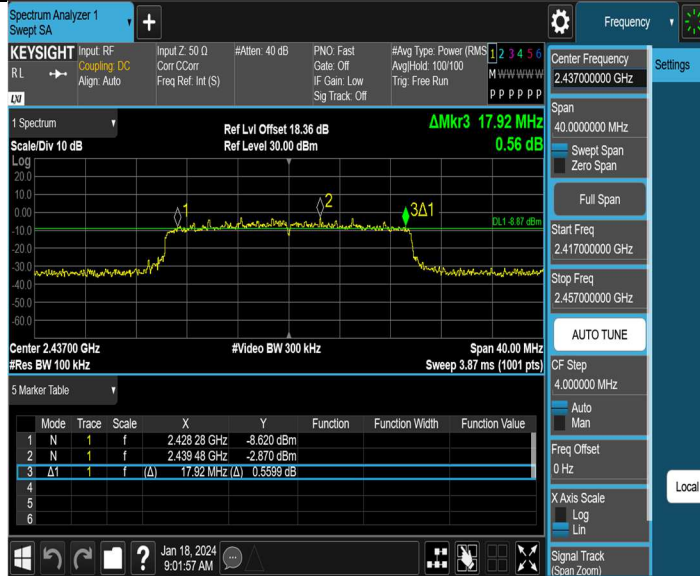 Spectrum Analyzer 1
Swept SA
+
Frequency
KEYSIGHT
RL
LXI
Input: RF
Coupling: DC
Align: Auto
Input Z: 50 Ω
Corr CCorr
Freq Ref: Int (S)
#Atten: 40 dB
PNO: Fast
Gate: Off
IF Gain: Low
Sig Track: Off
#Avg Type: Power (RMS
Avg|Hold: 100/100
Trig: Free Run
1 2 3 4 5 6
M W W W W W
P P P P P P
1 Spectrum
Scale/Div 10 dB
Ref Lvl Offset 18.36 dB
Ref Level 30.00 dBm
ΔMkr3 17.92 MHz
0.56 dB
Log
20.0
10.0
0.00
-10.0
-20.0
-30.0
-40.0
-50.0
-60.0
1
2
3Δ1
DL1 -8.87 dBm
Center 2.43700 GHz
#Res BW 100 kHz
#Video BW 300 kHz
Span 40.00 MHz
Sweep 3.87 ms (1001 pts)
5 Marker Table
Mode Trace Scale X Y Function Function Width Function Value
1 N 1 f 2.428 28 GHz -8.620 dBm
2 N 1 f 2.439 48 GHz -2.870 dBm
3 Δ1 1 f (Δ) 17.92 MHz (Δ) 0.5599 dB
4
5
6
?
Jan 18, 2024
9:01:57 AM
Center Frequency
2.437000000 GHz
Span
40.0000000 MHz
Swept Span
Zero Span
Full Span
Start Freq
2.417000000 GHz
Stop Freq
2.457000000 GHz
AUTO TUNE
CF Step
4.000000 MHz
Auto
Man
Freq Offset
0 Hz
X Axis Scale
Log
Lin
Signal Track
(Span Zoom)
Settings
Local